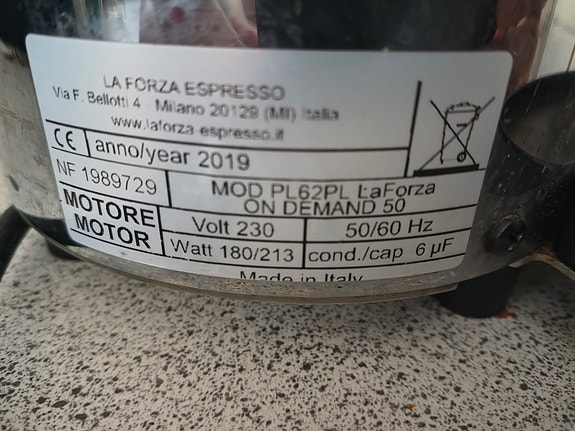 LA FORZA ESPRESSO
Via F. Bellotti 4 Milano 20129 (MI) Italia
www.laforza espresso.it
CE anno/year 2019
NF 1989729
MOD PL62PL LaForza
ON DEMAND 50
MOTORE
MOTOR
Volt 230 50/60 Hz
Watt 180/213 cond./cap 6 µF
Made in Italy